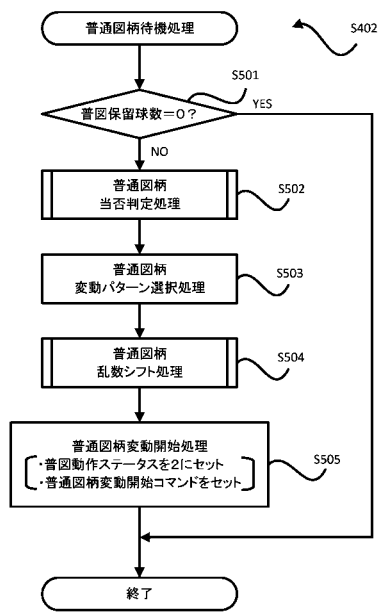 普通図柄待機処理
S402
S501
普図保留球数＝０？
YES
NO
普通図柄
当否判定処理
S502
普通図柄
変動パターン選択処理
S503
普通図柄
乱数シフト処理
S504
普通図柄変動開始処理
・普図動作ステータスを2にセット
・普通図柄変動開始コマンドをセット
S505
終了